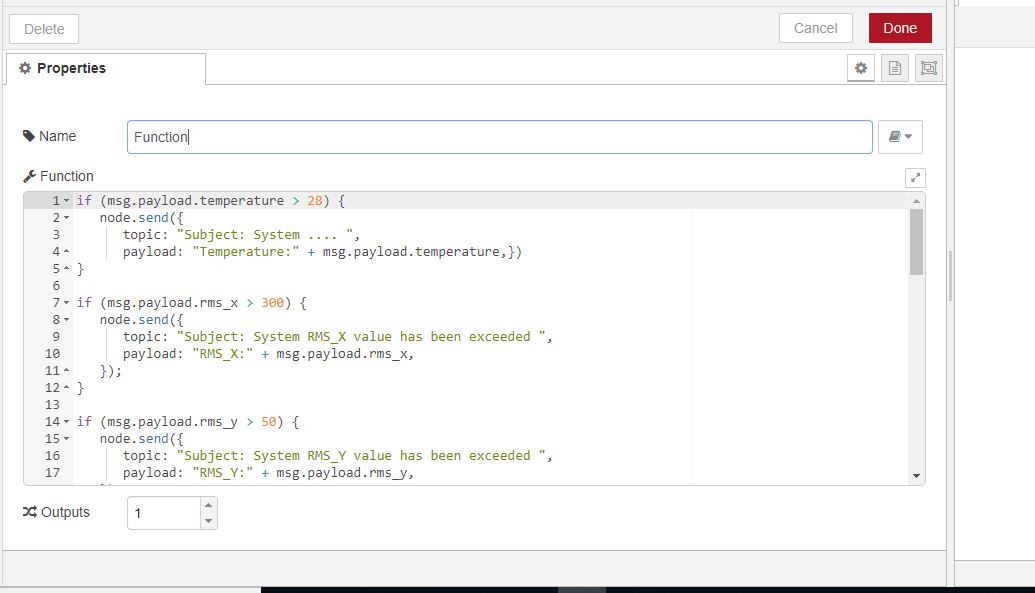 Delete
Cancel
Done
Properties
Name
Function
Function
1 if (msg.payload.temperature > 28) {
2 node.send({
3 topic: "Subject: System .... ",
4 payload: "Temperature:" + msg.payload.temperature,})
5 }
6
7 if (msg.payload.rms_x > 300) {
8 node.send({
9 topic: "Subject: System RMS_X value has been exceeded ",
10 payload: "RMS_X:" + msg.payload.rms_x,
11 });
12 }
13
14 if (msg.payload.rms_y > 50) {
15 node.send({
16 topic: "Subject: System RMS_Y value has been exceeded ",
17 payload: "RMS_Y:" + msg.payload.rms_y,
Outputs
1